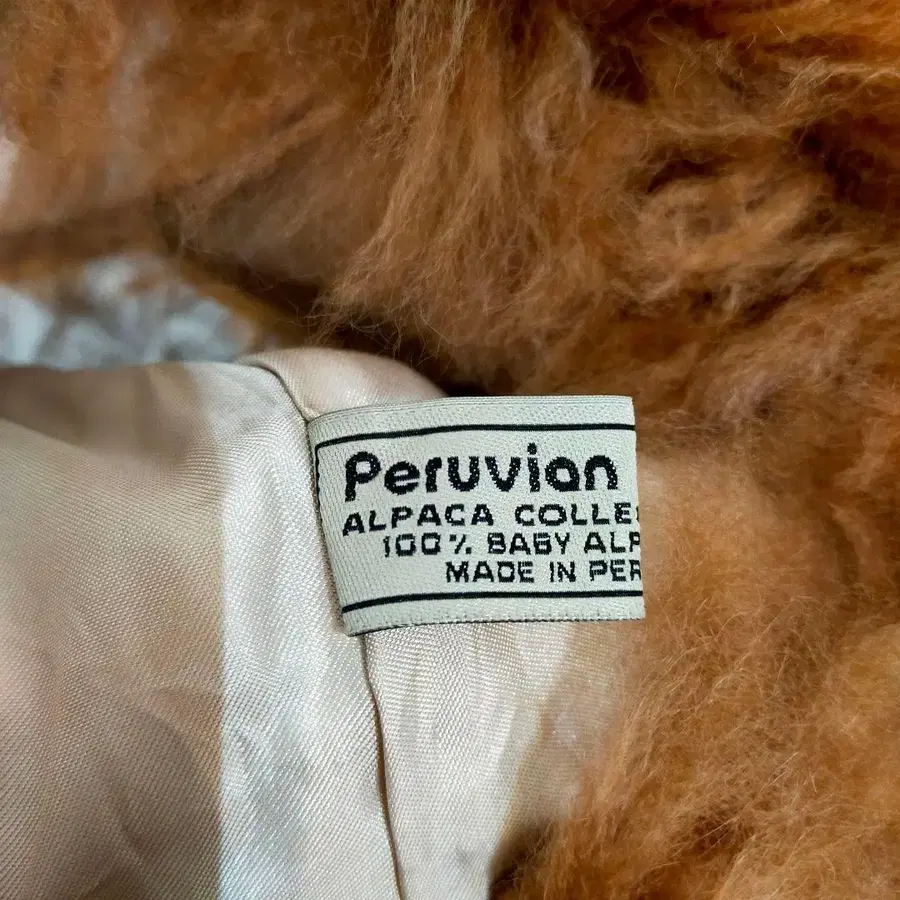 Peruvian
ALPACA COLLE
100% BABY ALP
MADE IN PER